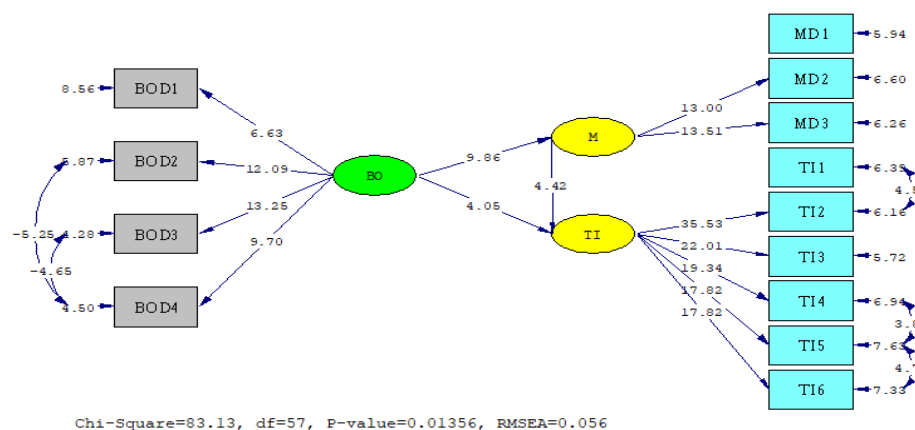 MD1 5.94
8.56 BOD1
MD2 6.60
13.00
6.63
MD3 6.26
13.51
M
BOD2
12.09
9.86
TI1 6.39
BO
4.42
13.25
4.05
TI2 6.16
35.53
-5.25 4.28 BOD3
TI
9.70
22.01
TI3 5.72
-4.65
19.34
17.82
TI4 6.94
4.50 BOD4
17.82
TI5 7.63
TI6 7.33
Chi-Square=83.13, df=57, P-value=0.01356, RMSEA=0.056